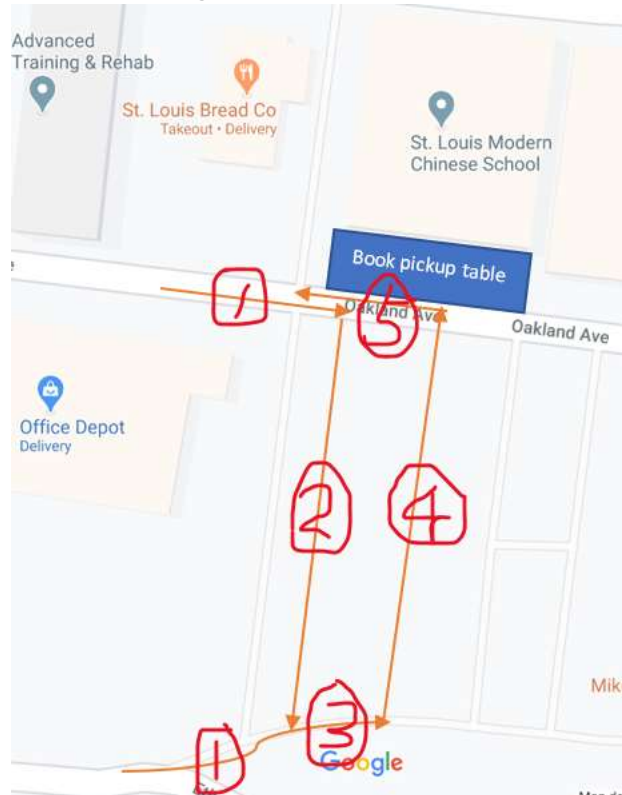 Advanced
Training & Rehab
St. Louis Bread Co
Takeout • Delivery
St. Louis Modern
Chinese School
Book pickup table
1
5
Oakland Ave
Oakland Ave
Office Depot
Delivery
2
4
Mik
3
1
Google